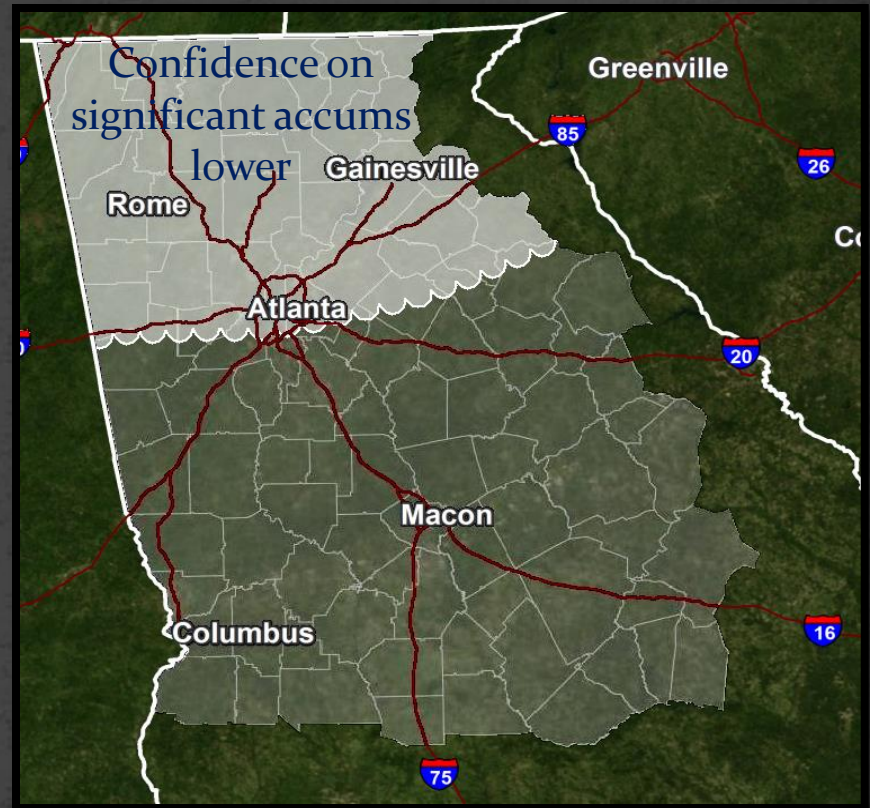 Confidence on
significant accums
lower
Greenville
85
26
Gainesville
Rome
Atlanta
20
Macon
Columbus
16
75